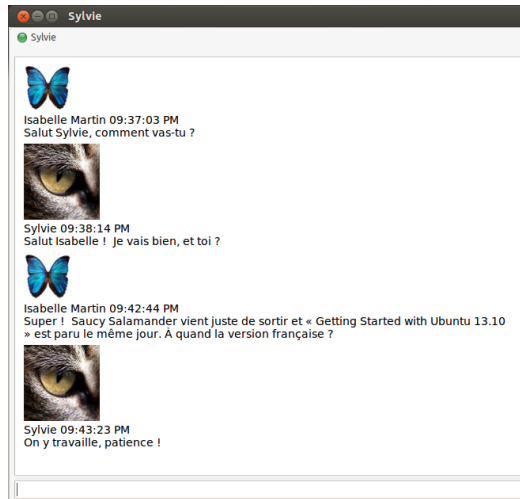 Sylvie
Sylvie
Isabelle Martin 09:37:03 PM
Salut Sylvie, comment vas-tu ?
Sylvie 09:38:14 PM
Salut Isabelle !  Je vais bien, et toi ?
Isabelle Martin 09:42:44 PM
Super !  Saucy Salamander vient juste de sortir et « Getting Started with Ubuntu 13.10
» est paru le même jour. À quand la version française ?
Sylvie 09:43:23 PM
On y travaille, patience !